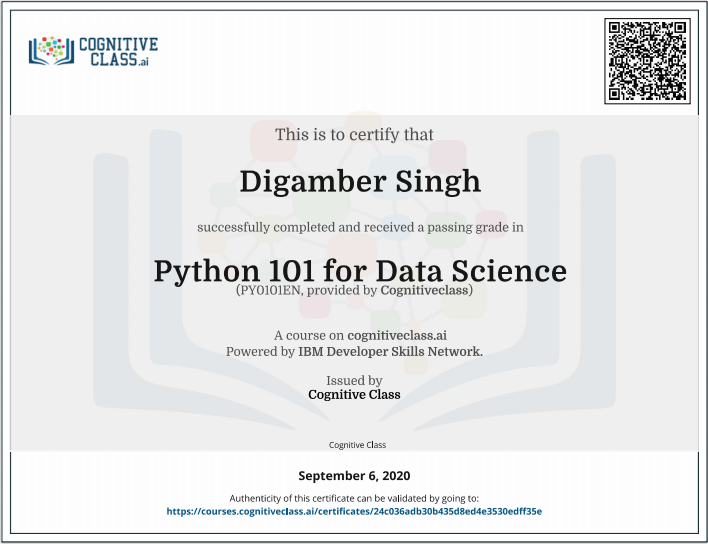 COGNITIVE
CLASS.ai
This is to certify that
Digamber Singh
successfully completed and received a passing grade in
Python 101 for Data Science
(PY0101EN, provided by Cognitiveclass)
A course on cognitiveclass.ai
Powered by IBM Developer Skills Network.
Issued by
Cognitive Class
Cognitive Class
September 6, 2020
Authenticity of this certificate can be validated by going to:
https://courses.cognitiveclass.ai/certificates/24c036adb30b435d8ed4e3530edff35e